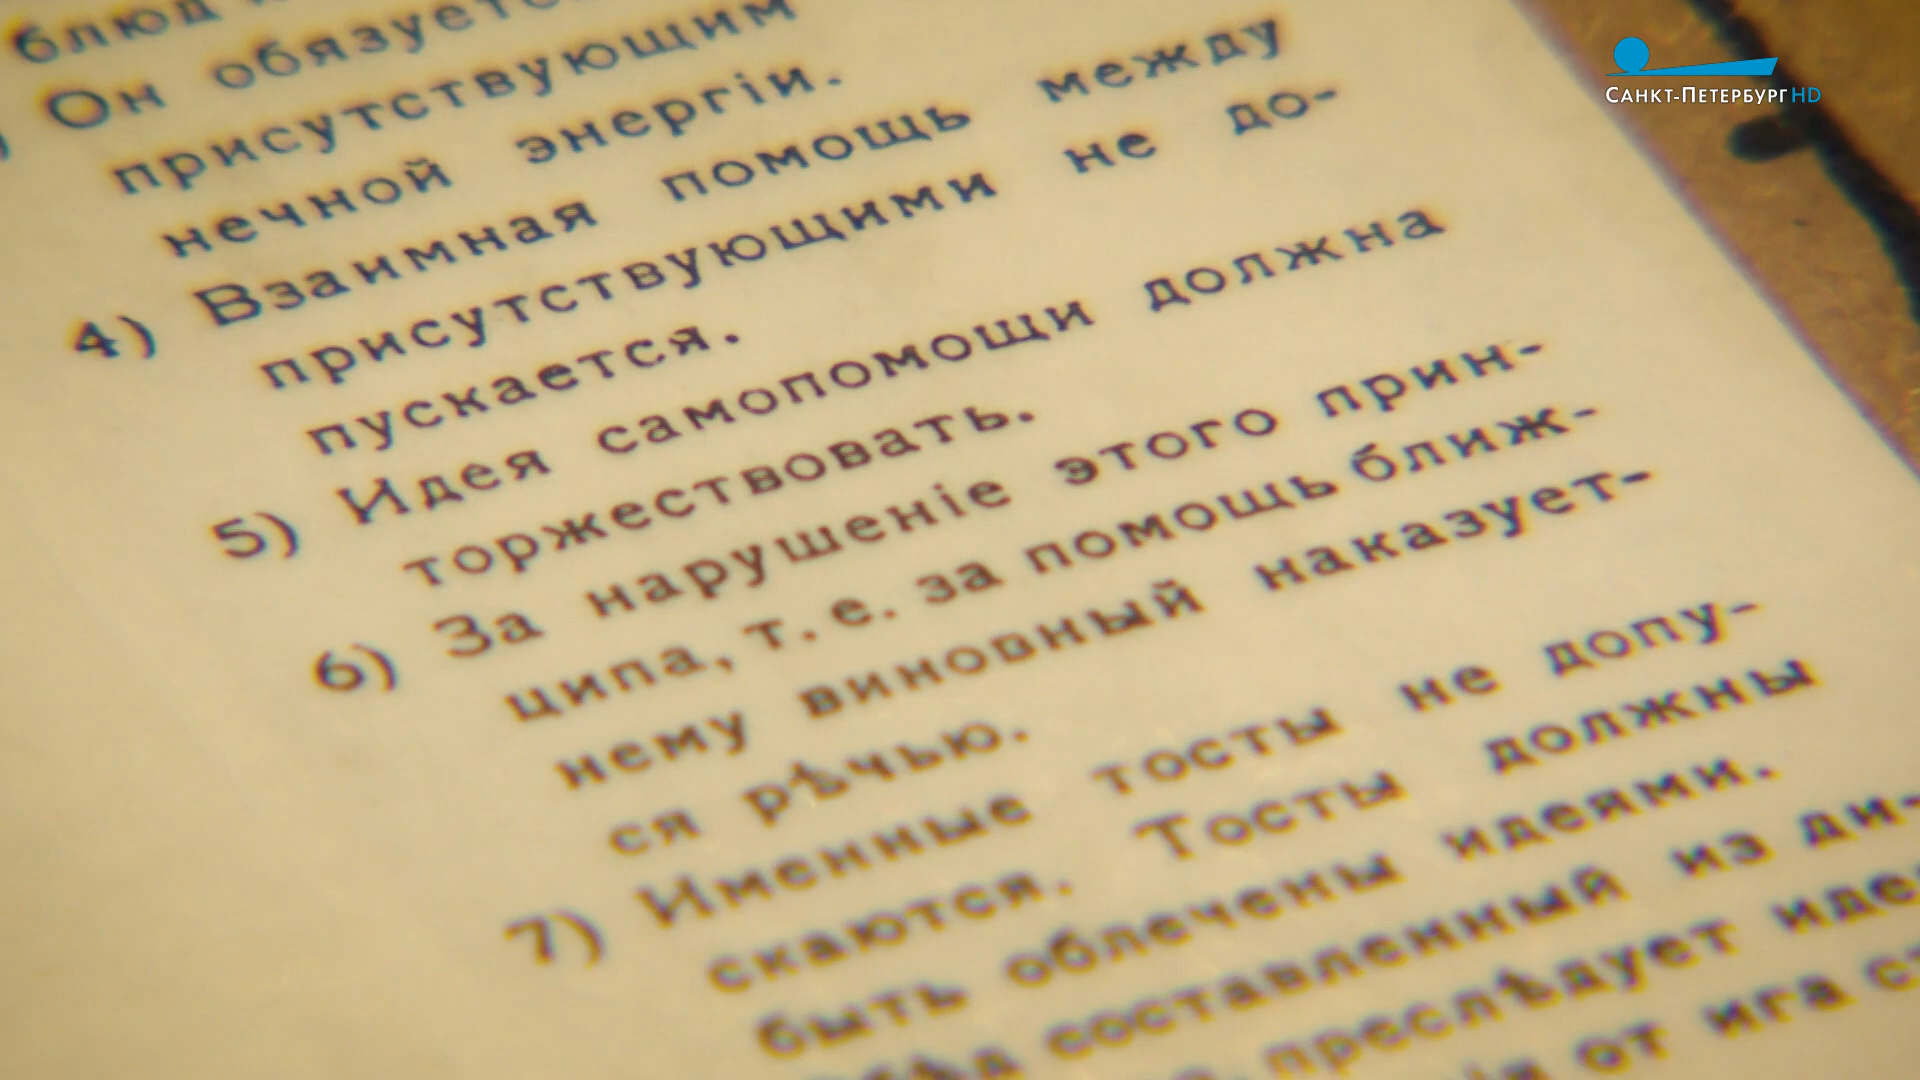 блюд
Он обязуется
присутствующим
нечной энергіи.
4) Взаимная помощь между
присутствующими не до-
пускается.
5) Идея самопомощи должна
торжествовать.
6) За нарушеніе этого прин-
ципа, т. е. за помощь ближ-
нему виновный наказует-
ся рѣчью.
7) Именные тосты не допу-
скаются. Тосты должны
быть облечены идеями.
составленный из ди-
преслѣдует
от ига
САНКТ-ПЕТЕРБУРГ HD